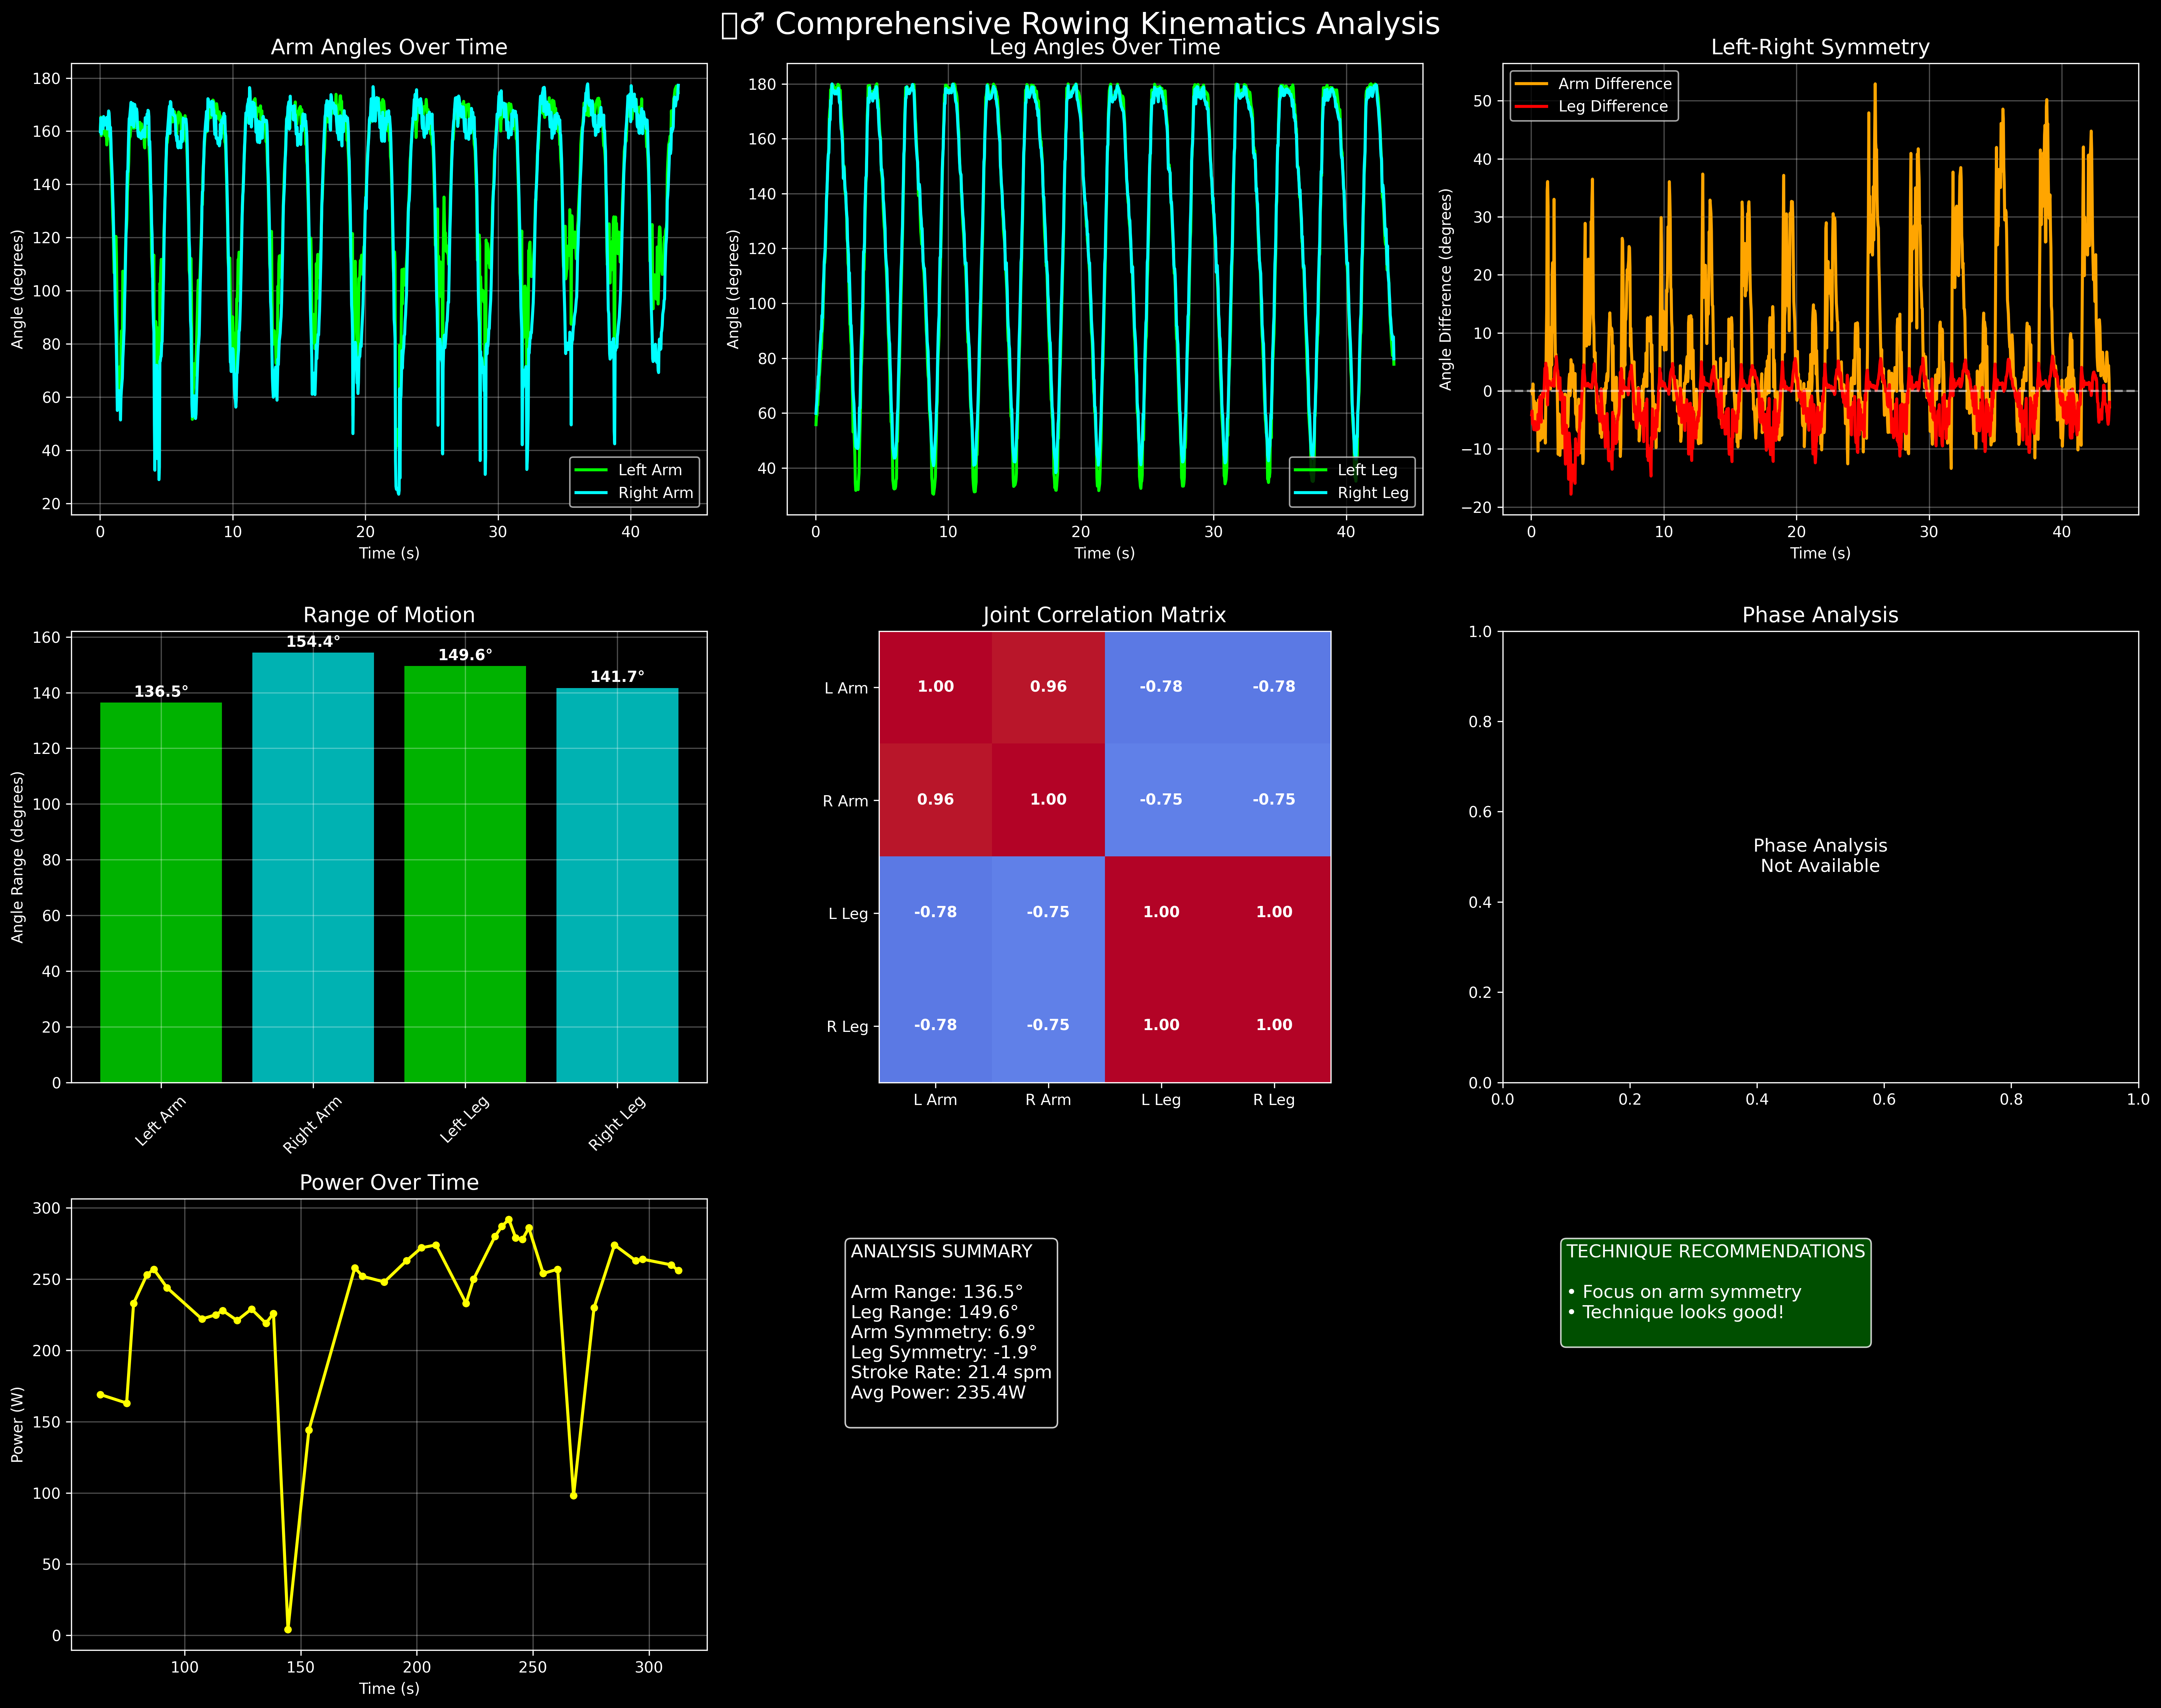 ▯♂ Comprehensive Rowing Kinematics Analysis
Arm Angles Over Time
180
160
140
120
100
80
60
40
20
Angle (degrees)
0 10 20 30 40
Time (s)
Left Arm
Right Arm
Leg Angles Over Time
180
160
140
120
100
80
60
40
Angle (degrees)
0 10 20 30 40
Time (s)
Left Leg
Right Leg
Left-Right Symmetry
50
40
30
20
10
0
−10
−20
Angle Difference (degrees)
0 10 20 30 40
Time (s)
Arm Difference
Leg Difference
Range of Motion
160
140
120
100
80
60
40
20
0
Angle Range (degrees)
136.5°
154.4°
149.6°
141.7°
Left Arm
Right Arm
Left Leg
Right Leg
Joint Correlation Matrix
L Arm 1.00 0.96 -0.78 -0.78
R Arm 0.96 1.00 -0.75 -0.75
L Leg -0.78 -0.75 1.00 1.00
R Leg -0.78 -0.75 1.00 1.00
L Arm R Arm L Leg R Leg
Phase Analysis
1.0
0.8
0.6
0.4
0.2
0.0
Phase Analysis
Not Available
0.0 0.2 0.4 0.6 0.8 1.0
Power Over Time
300
250
200
150
100
50
0
Power (W)
100 150 200 250 300
Time (s)
ANALYSIS SUMMARY
Arm Range: 136.5°
Leg Range: 149.6°
Arm Symmetry: 6.9°
Leg Symmetry: -1.9°
Stroke Rate: 21.4 spm
Avg Power: 235.4W
TECHNIQUE RECOMMENDATIONS
• Focus on arm symmetry
• Technique looks good!